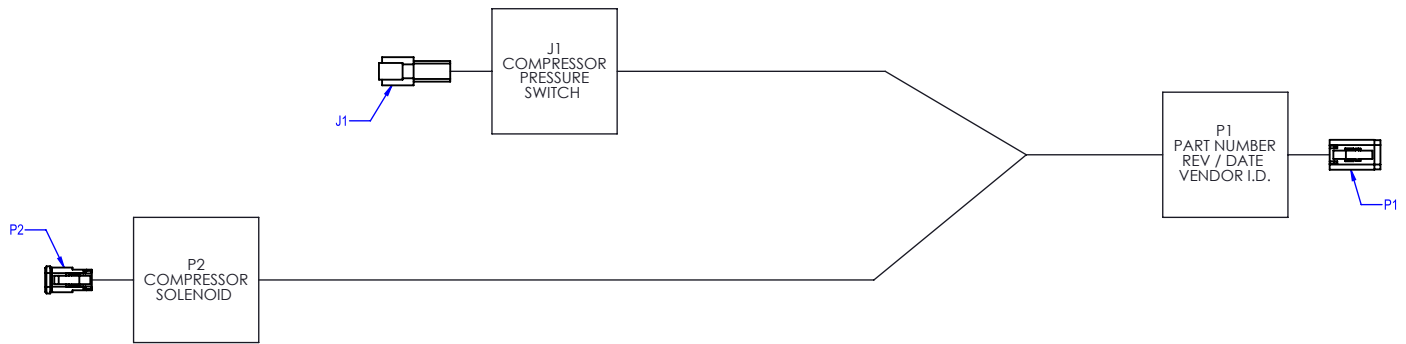 J1
COMPRESSOR
PRESSURE
SWITCH
J1
P1
PART NUMBER
REV / DATE
VENDOR I.D.
P1
P2
P2
COMPRESSOR
SOLENOID